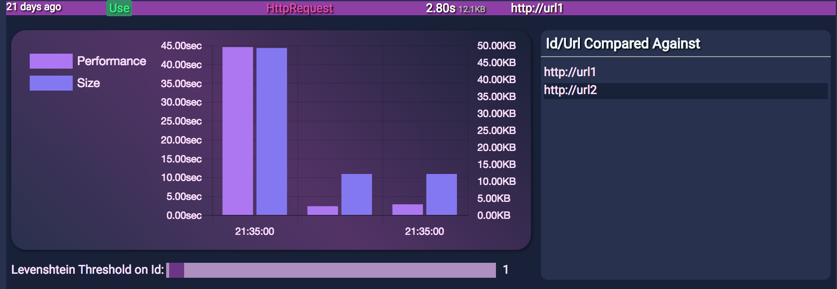 21 days ago Use HttpRequest 2.80s 12.1KB http://url1
Performance
Size
45.00sec
40.00sec
35.00sec
30.00sec
25.00sec
20.00sec
15.00sec
10.00sec
5.00sec
0.00sec
50.00KB
45.00KB
40.00KB
35.00KB
30.00KB
25.00KB
20.00KB
15.00KB
10.00KB
5.00KB
0.00KB
21:35:00 21:35:00
Levenshtein Threshold on Id: 1
Id/Url Compared Against
http://url1
http://url2